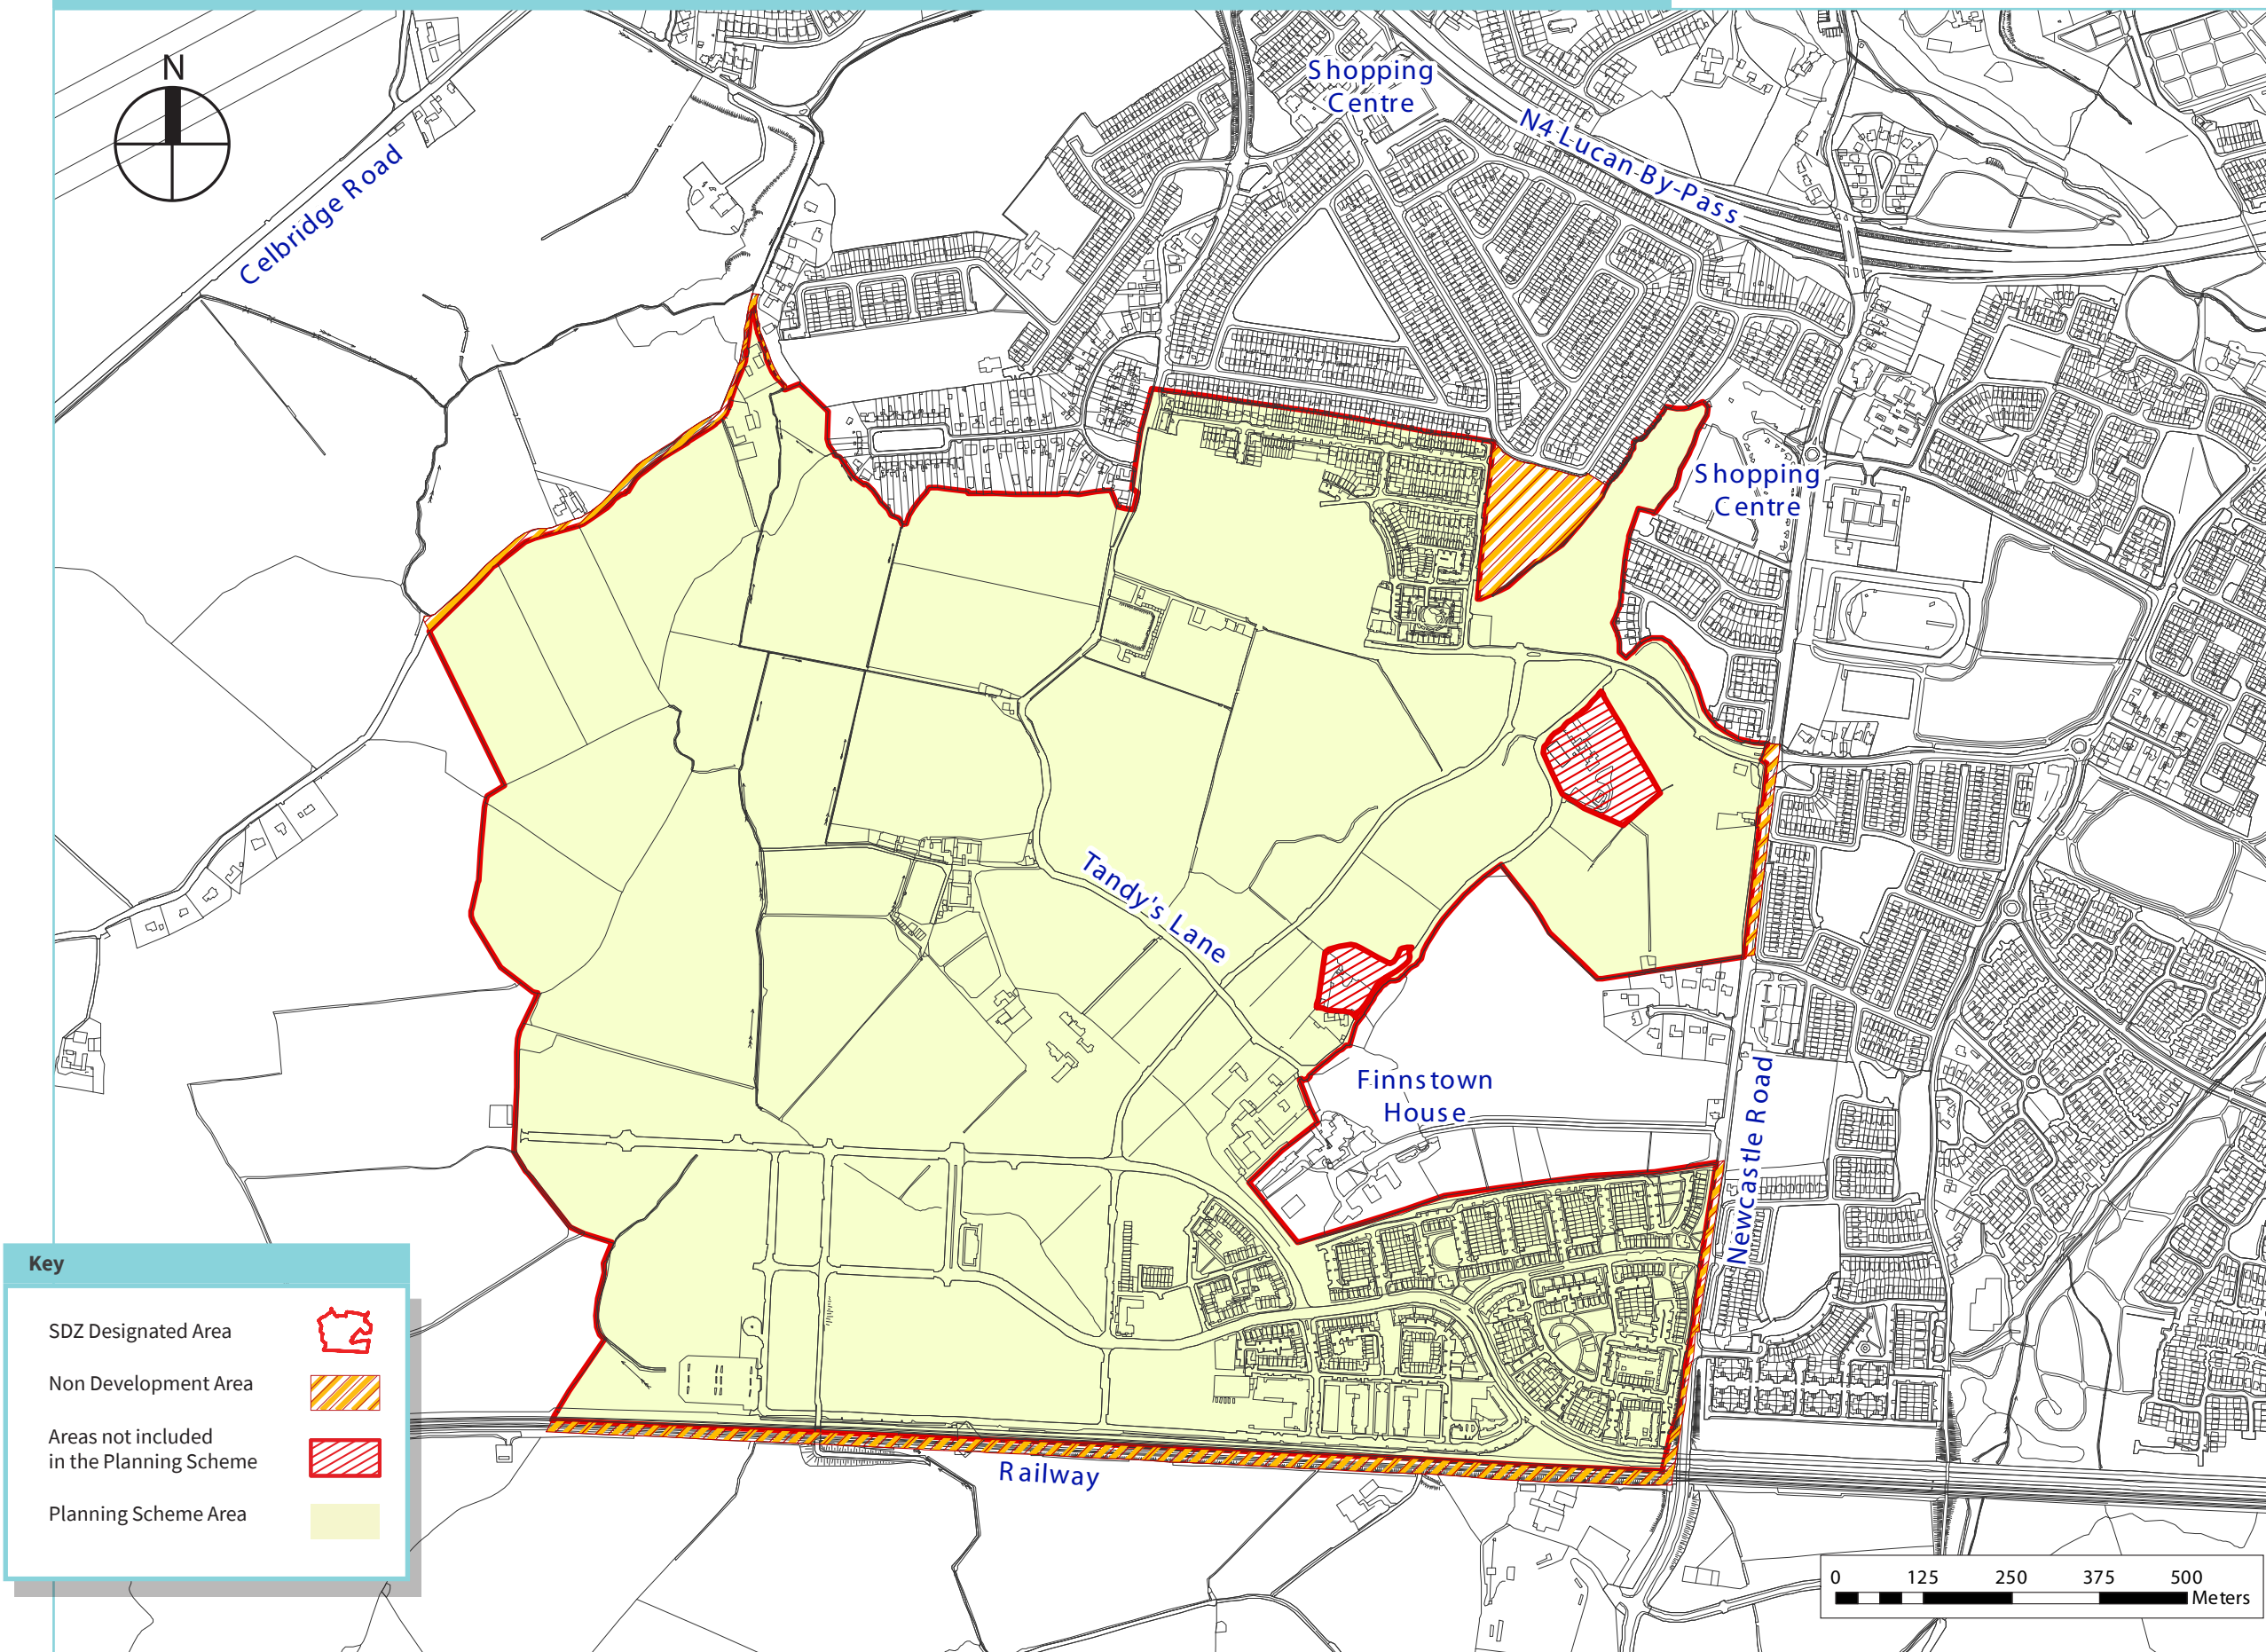 N
Celbridge Road
Shopping
Centre
N4 Lucan By-Pass
Shopping
Centre
Tandy's Lane
Finnstown
House
Newcastle Road
Railway
Key
SDZ Designated Area
Non Development Area
Areas not included
in the Planning Scheme
Planning Scheme Area
0 125 250 375 500
Meters